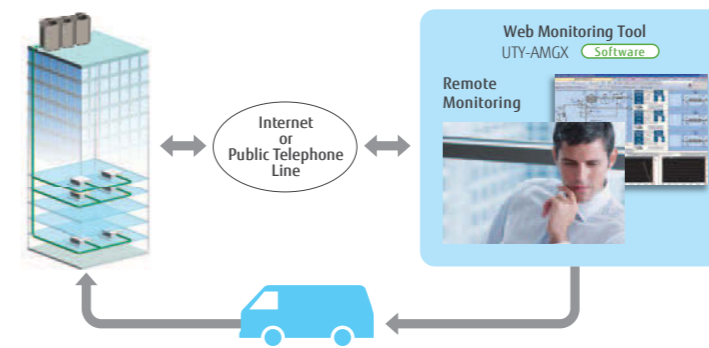 Web Monitoring Tool
UTY-AMGX Software
Remote
Monitoring
Internet
or
Public Telephone
Line